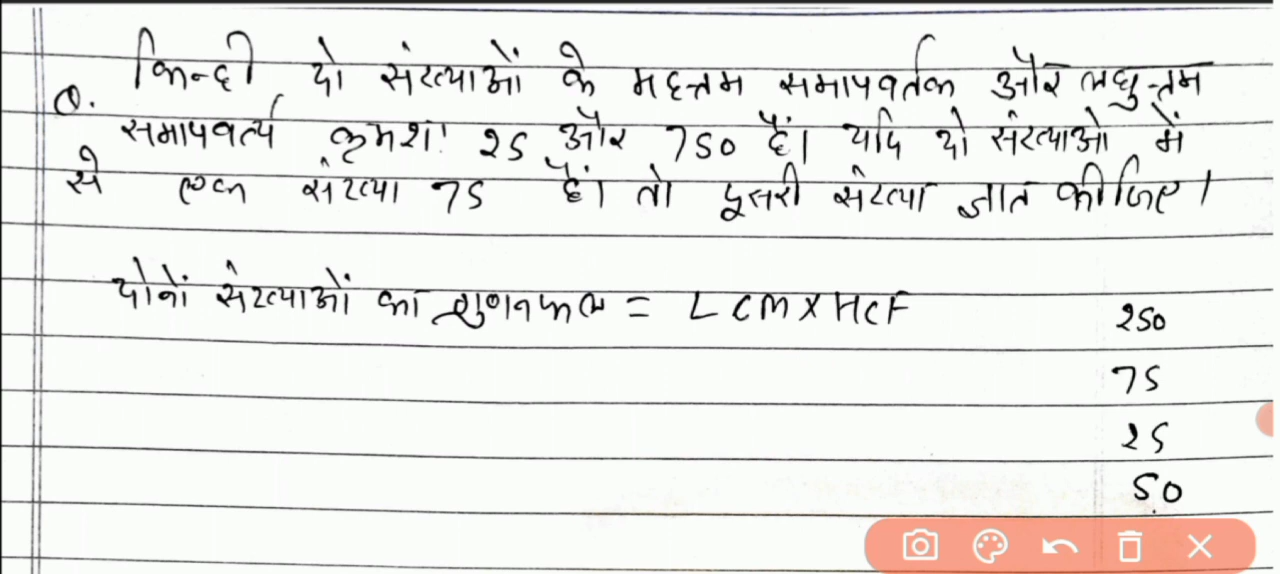 किन्ही दो संख्याओं के महत्तम समापवर्तक और लघुत्तम
Q.
समापवर्त्य क्रमशः 25 और 750 हैं। यदि दो संख्याओ में
से एक संख्या 75 हैं। तो दूसरी संख्या ज्ञात कीजिए।
दोनों संख्याओं का गुणनफल = LCM X HCF
250
75
25
50